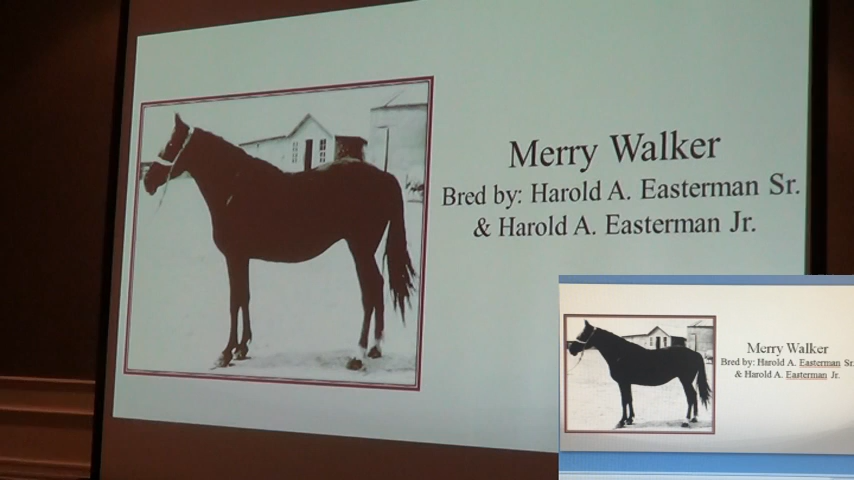 Merry Walker
Bred by: Harold A. Easterman Sr.
& Harold A. Easterman Jr.
Merry Walker
Bred by: Harold A. Easterman Sr.
& Harold A. Easterman Jr.